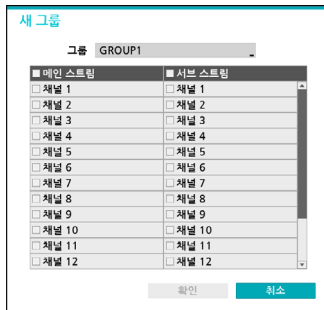 새 그룹
그룹 GROUP1
메인 스트림 서브 스트림
채널 1 채널 1
채널 2 채널 2
채널 3 채널 3
채널 4 채널 4
채널 5 채널 5
채널 6 채널 6
채널 7 채널 7
채널 8 채널 8
채널 9 채널 9
채널 10 채널 10
채널 11 채널 11
채널 12 채널 12
확인 취소